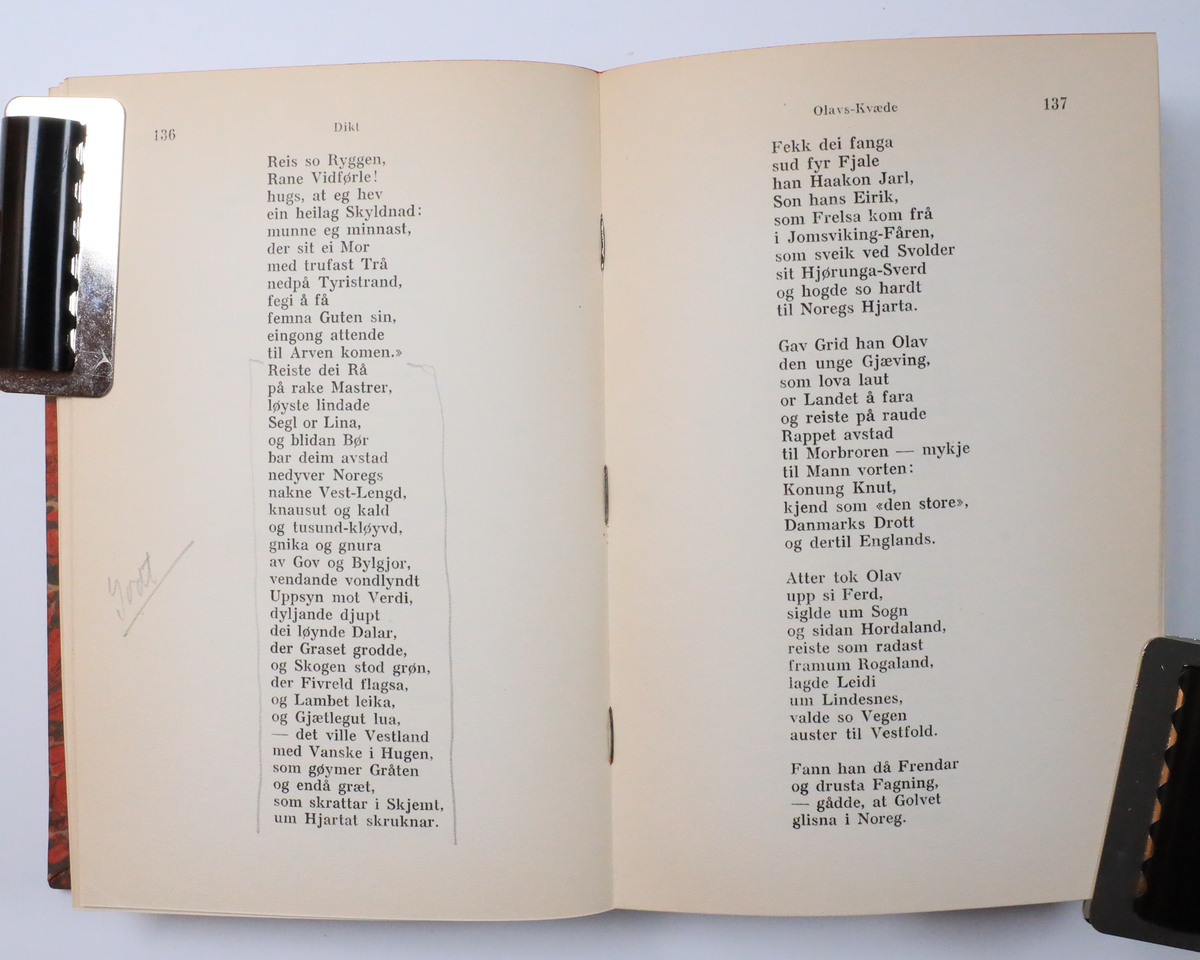 136
Dikt
Reis so Ryggen,
Rane Vidførle!
hugs, at eg hev
ein heilag Skyldnad:
munne eg minnast,
der sit ei Mor
med trufast Trå
nedpå Tyristrand,
fegi å få
femna Guten sin,
eingong attende
til Arven komen.»
Reiste dei Rå
på rake Mastrer,
løyste lindade
Segl or Lina,
og blidan Bør
bar deim avstad
nedyver Noregs
nakne Vest-Lengd,
knausut og kald
og tusund-kløyvd,
gnika og gnura
av Gov og Bylgjor,
vendande vondlyndt
Uppsyn mot Verdi,
dyljande djupt
dei løynde Dalar,
der Graset grodde,
og Skogen stod grøn,
der Fivreld flagsa,
og Lambet leika,
og Gjætlegut lua,
— det ville Vestland
med Vanske i Hugen,
som gøymer Gråten
og endå græt,
som skrattar i Skjemt,
um Hjartat skruknar.
Godt
Olavs-Kvæde
137
Fekk dei fanga
sud fyr Fjale
han Haakon Jarl,
Son hans Eirik,
som Frelsa kom frå
i Jomsviking-Fåren,
som sveik ved Svolder
sit Hjørunga-Sverd
og hogde so hardt
til Noregs Hjarta.
Gav Grid han Olav
den unge Gjæving,
som lova laut
or Landet å fara
og reiste på raude
Rappet avstad
til Morbroren — mykje
til Mann vorten:
Konung Knut,
kjend som «den store»,
Danmarks Drott
og dertil Englands.
Atter tok Olav
upp si Ferd,
siglde um Sogn
og sidan Hordaland,
reiste som radast
framum Rogaland,
lagde Leidi
um Lindesnes,
valde so Vegen
auster til Vestfold.
Fann han då Frendar
og drusta Fagning,
— gådde, at Golvet
glisna i Noreg.